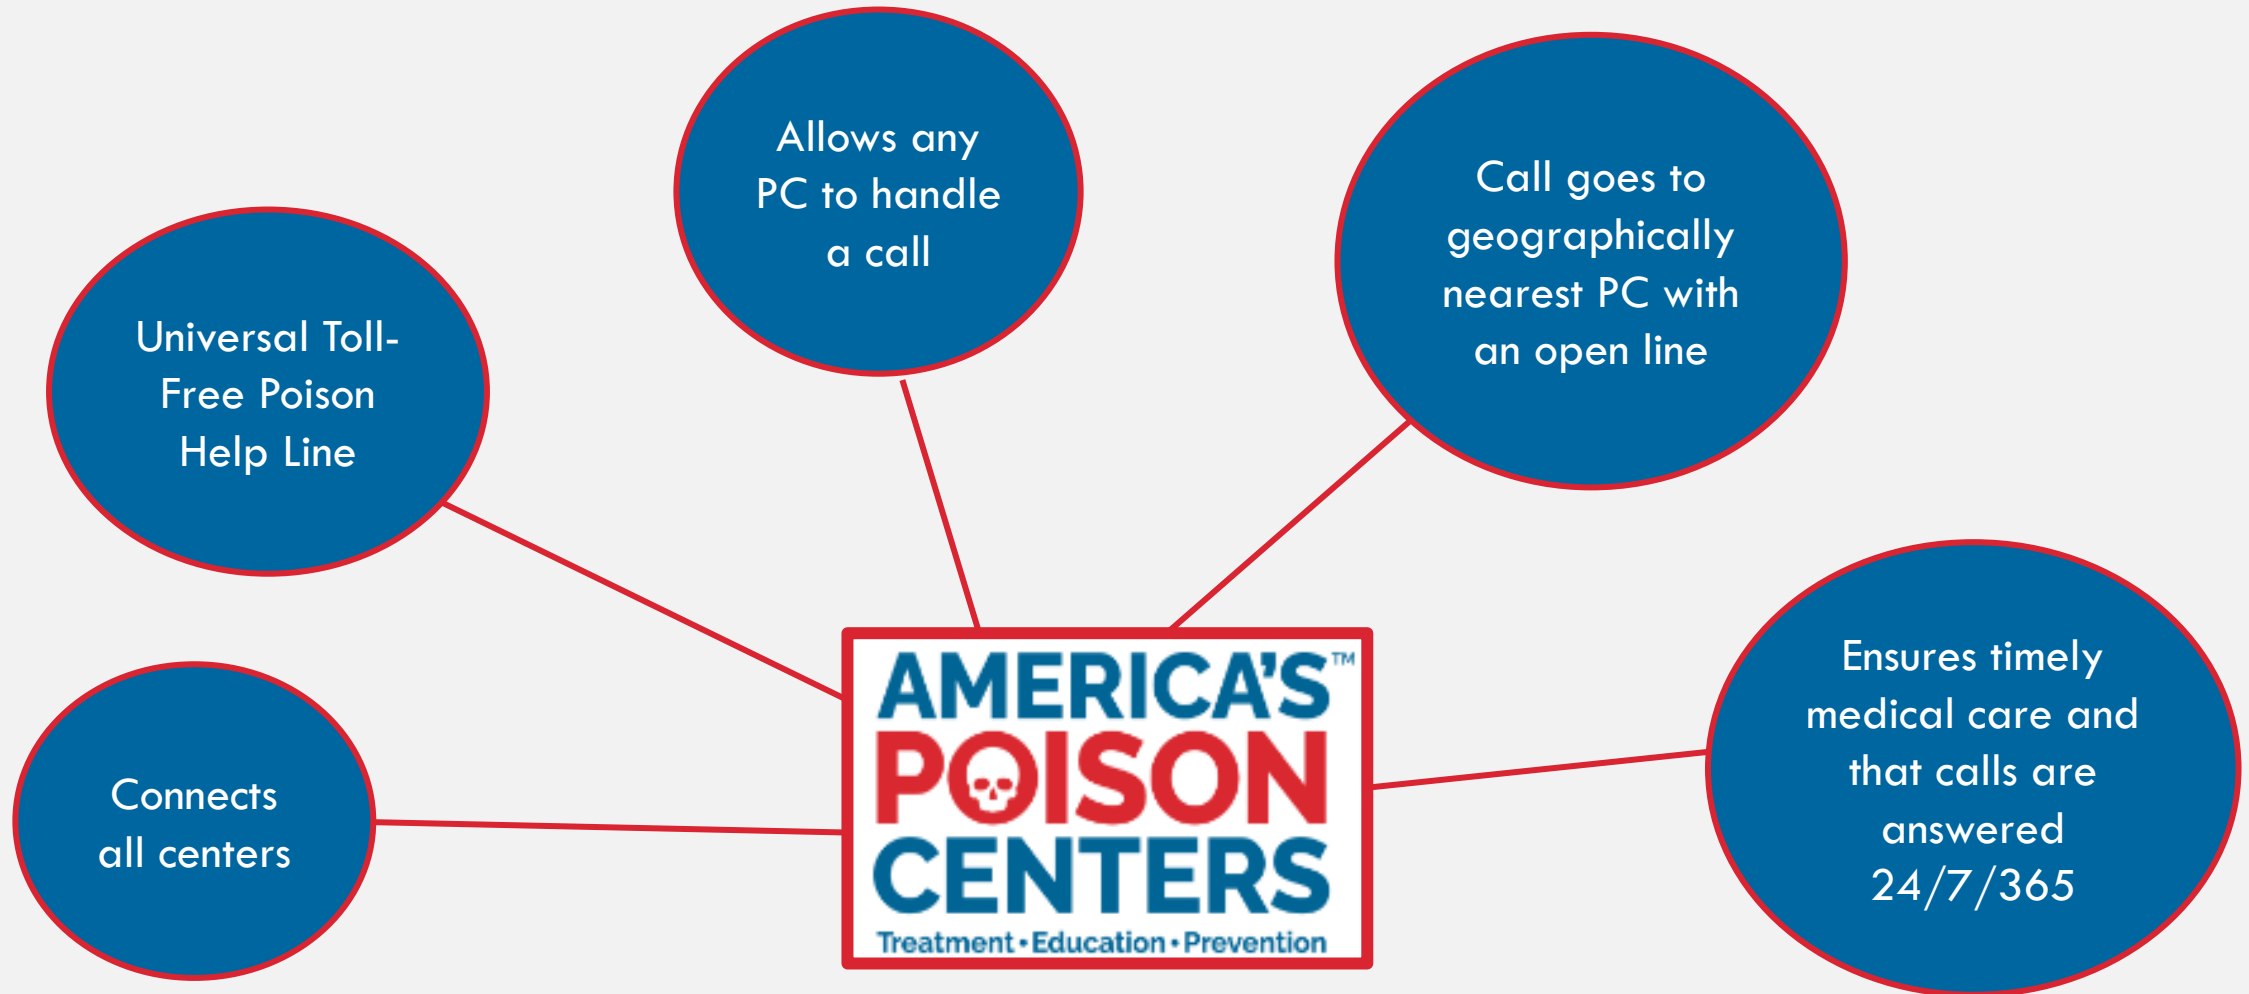 Connects
all centers
Universal Toll-
Free Poison
Help Line
Allows any
PC to handle
a call
Call goes to
geographically
nearest PC with
an open line
Ensures timely
medical care and
that calls are
answered
24/7/365
AMERICA'S™
POISON
CENTERS
Treatment • Education • Prevention